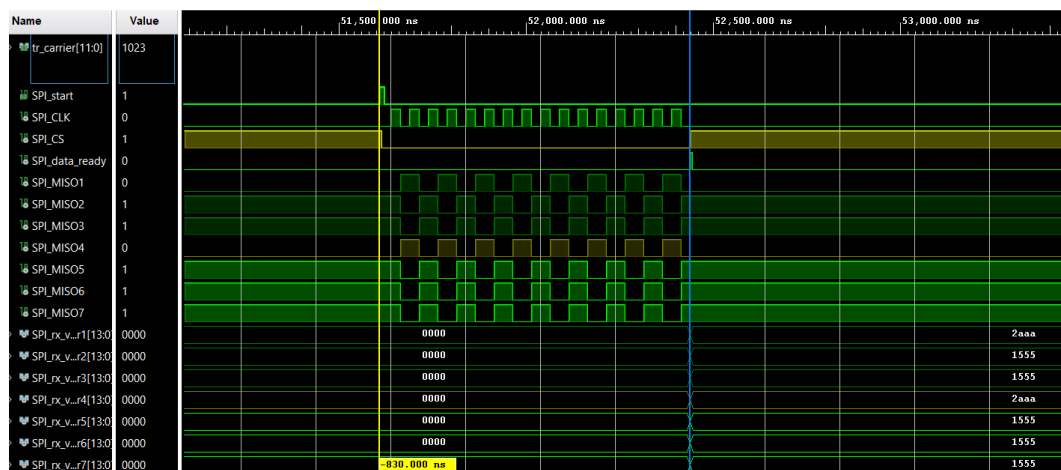 Name Value 51,500.000 ns 52,000.000 ns 52,500.000 ns 53,000.000 ns
tr_carrier[11:0] 1023
SPI_start 1
SPI_CLK 0
SPI_CS 1
SPI_data_ready 0
SPI_MISO1 0
SPI_MISO2 1
SPI_MISO3 1
SPI_MISO4 0
SPI_MISO5 1
SPI_MISO6 1
SPI_MISO7 1
SPI_rx_v...r1[13:0] 0000 0000 2aaa
SPI_rx_v...r2[13:0] 0000 0000 1555
SPI_rx_v...r3[13:0] 0000 0000 1555
SPI_rx_v...r4[13:0] 0000 0000 2aaa
SPI_rx_v...r5[13:0] 0000 0000 1555
SPI_rx_v...r6[13:0] 0000 0000 1555
SPI_rx_v...r7[13:0] 0000 -830.000 ns 1555